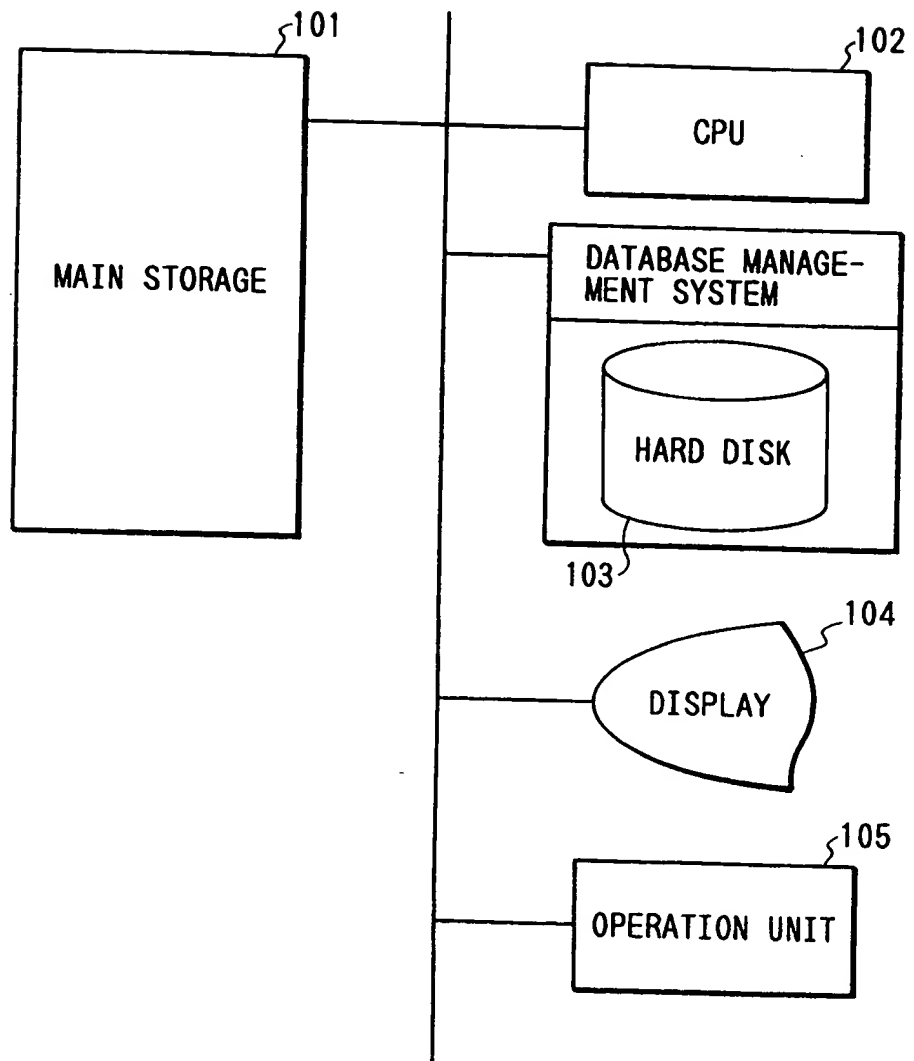 101
102
CPU
MAIN STORAGE
DATABASE MANAGE-
MENT SYSTEM
HARD DISK
103
104
DISPLAY
105
OPERATION UNIT